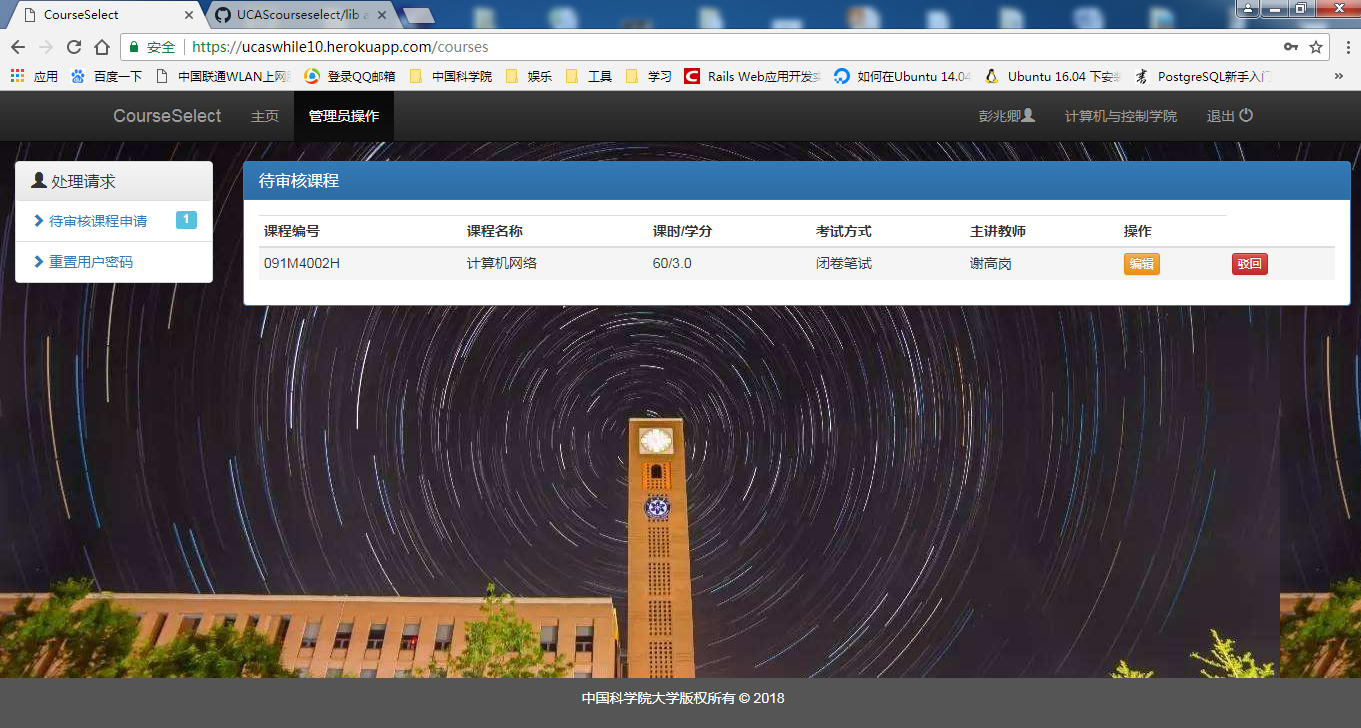 CourseSelect
UCAScourseselect/lib a
安全 https://ucaswhile10.herokuapp.com/courses
应用 百度一下 中国联通WLAN上网 登录QQ邮箱 中国科学院 娱乐 工具 学习 Rails Web应用开发实 如何在Ubuntu 14.04 Ubuntu 16.04 下安装 PostgreSQL新手入门 »
CourseSelect 主页 管理员操作 彭兆卿 计算机与控制学院 退出
处理请求
待审核课程申请 1
重置用户密码
待审核课程
课程编号 课程名称 课时/学分 考试方式 主讲教师 操作
091M4002H 计算机网络 60/3.0 闭卷笔试 谢高岗 编辑 驳回
中国科学院大学版权所有 © 2018